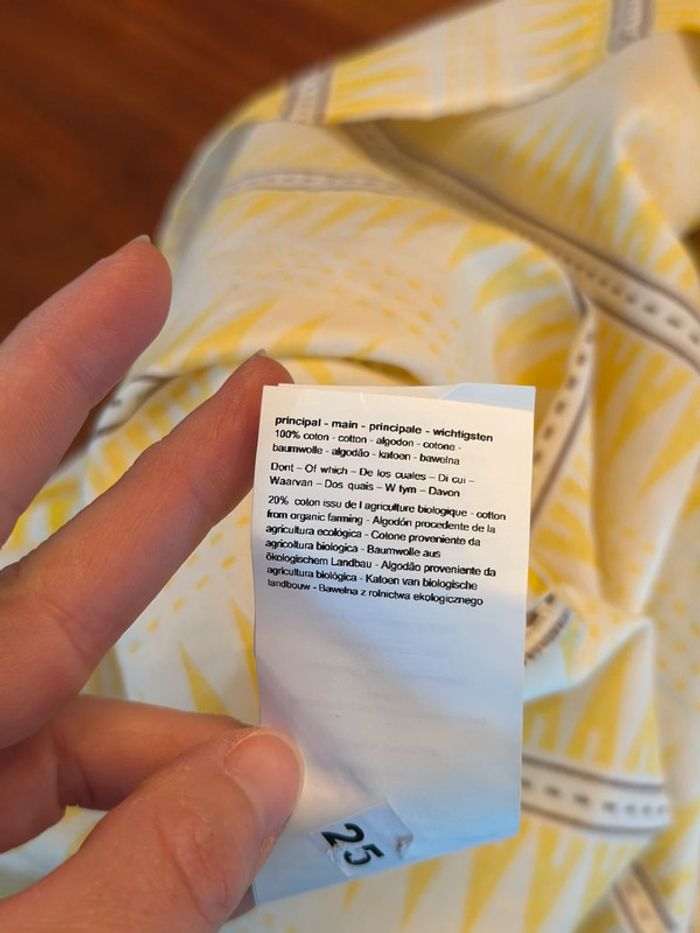 principal - main - principale - wichtigsten
100% coton - cotton - algodon - cotone -
baumwolle - algodão - katoen - bawełna
Dont – Of which – De los cuales – Di cui –
Waarvan – Dos quais – W tym – Davon
20% coton issu de l agriculture biologique - cotton
from organic farming - Algodón procedente de la
agricultura ecológica - Cotone proveniente da
agricoltura biologica - Baumwolle aus
ökologischem Landbau - Algodão proveniente da
agricultura biológica - Katoen van biologische
landbouw - Bawełna z rolnictwa ekologicznego
25